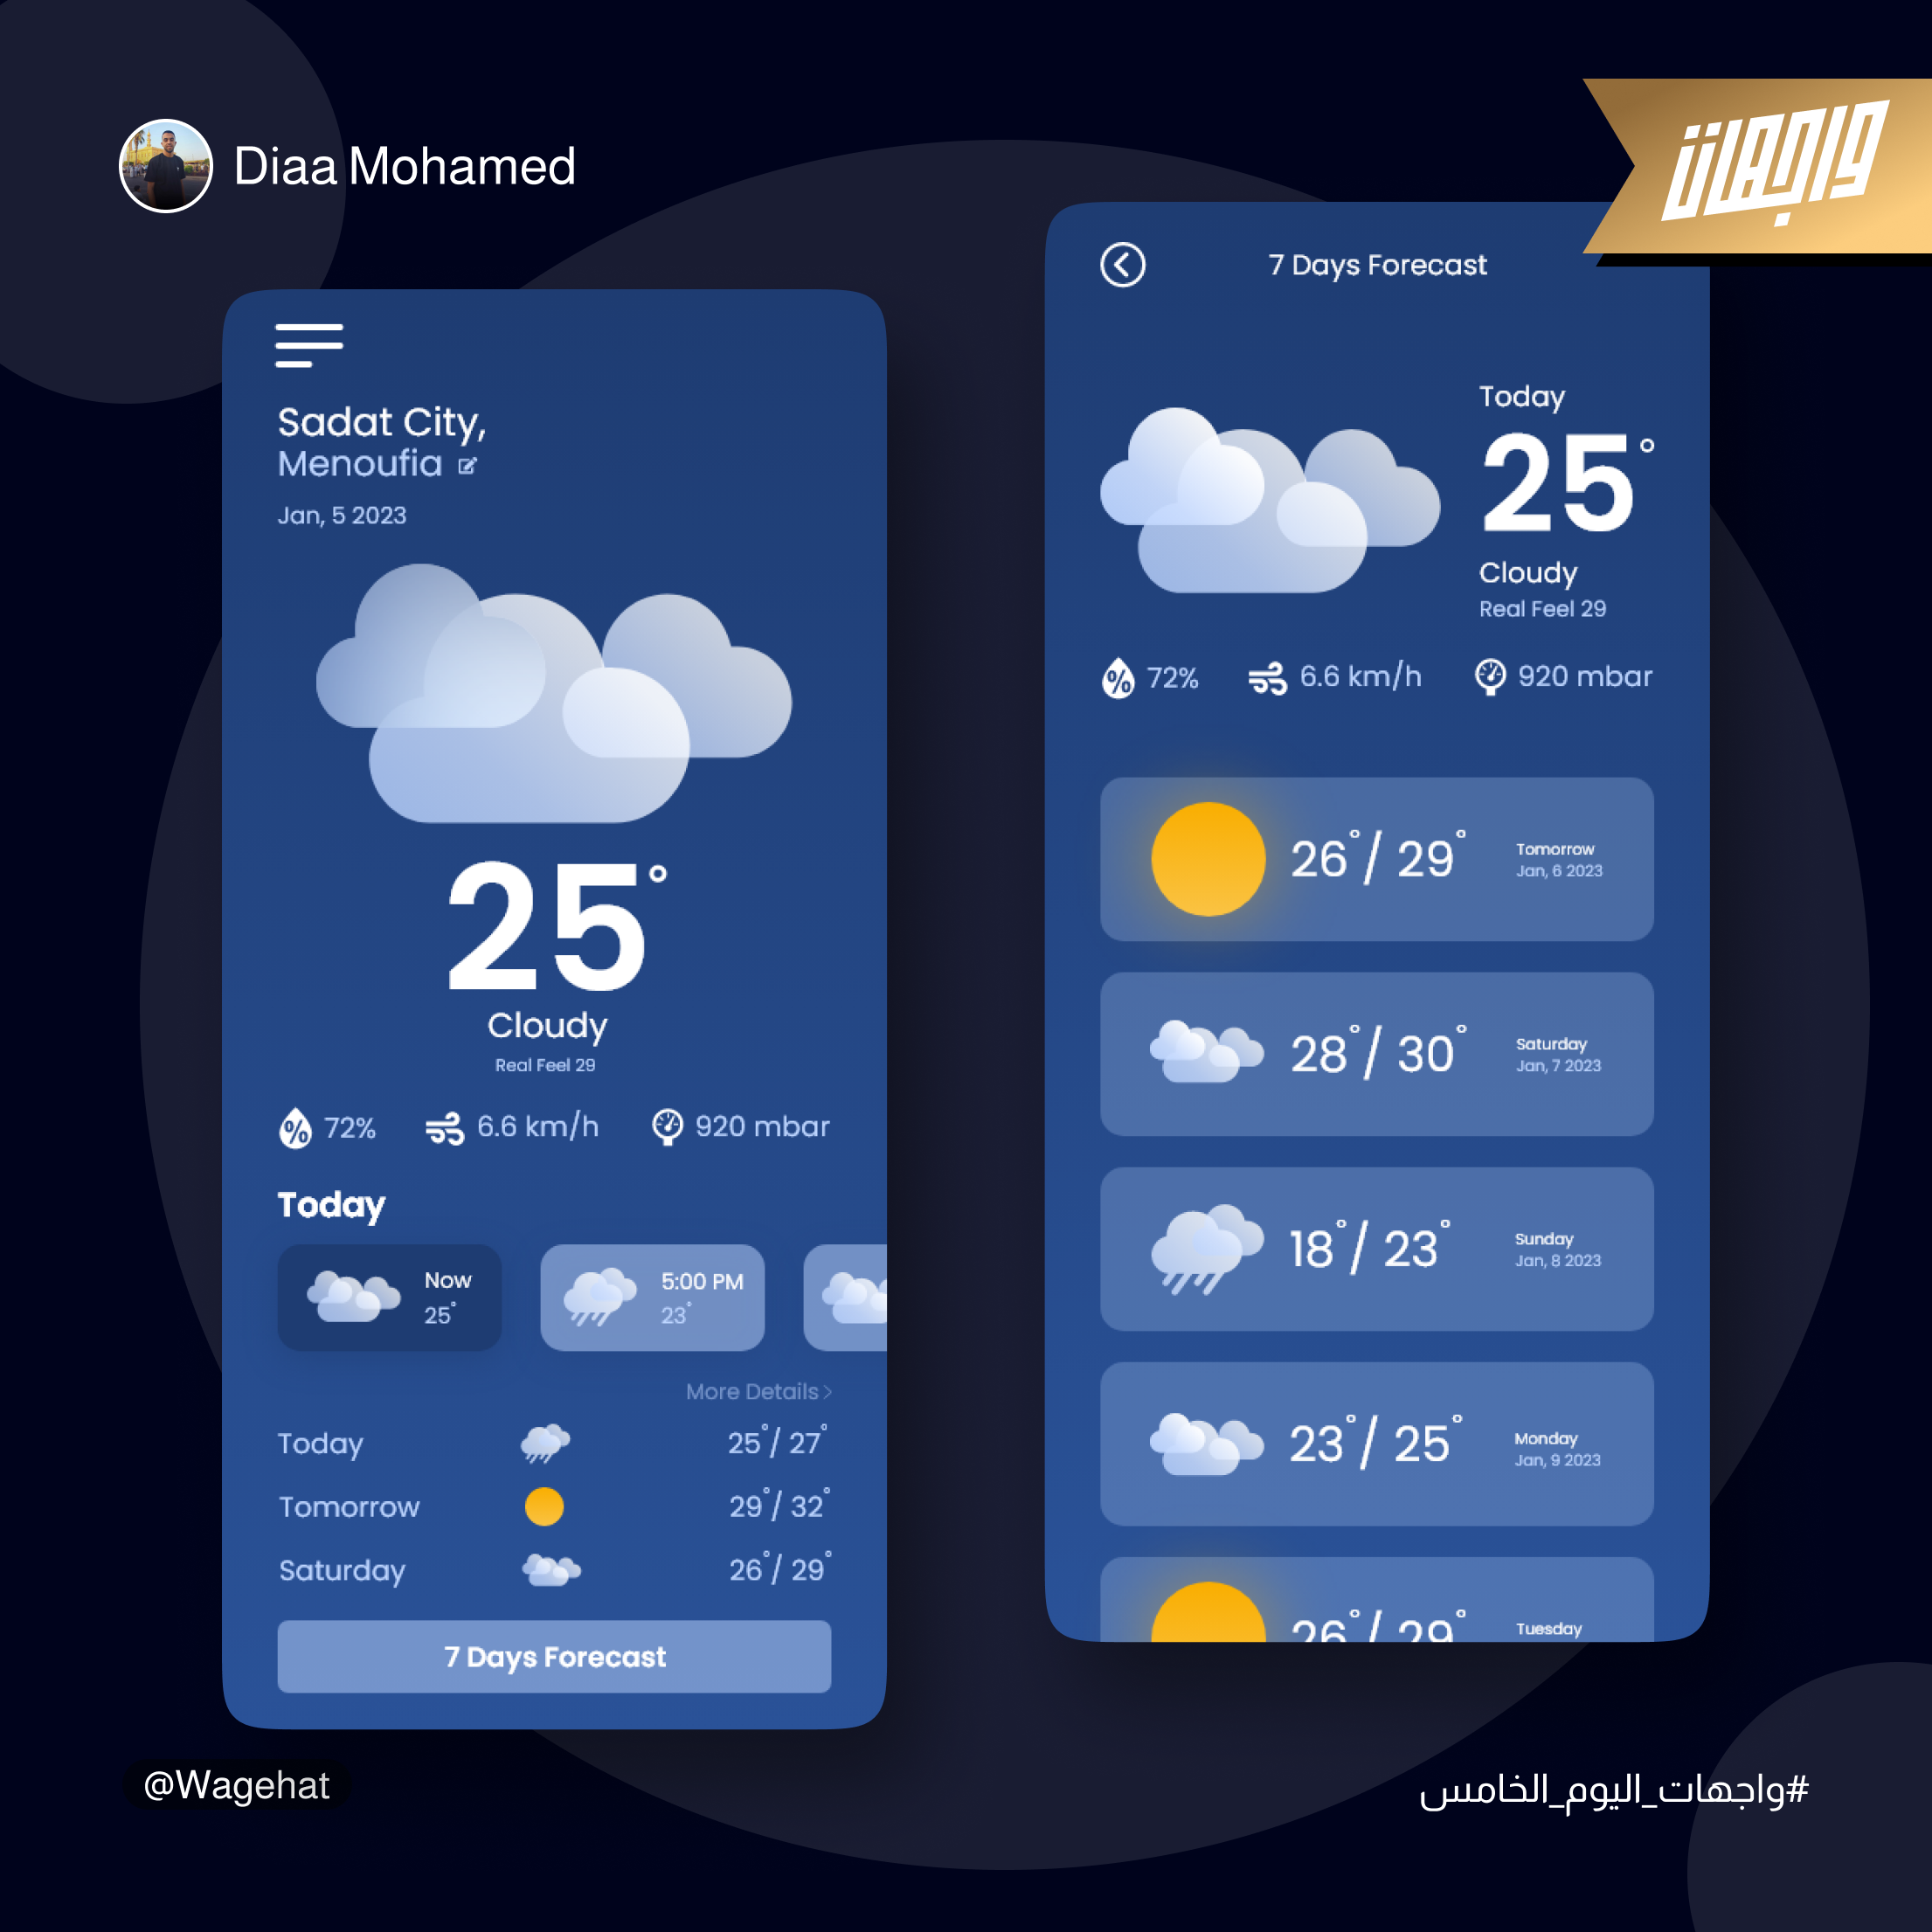 Diaa Mohamed
واجهات
Sadat City,
Menoufia
Jan, 5 2023
25°
Cloudy
Real Feel 29
72%
6.6 km/h
920 mbar
Today
Now
25°
5:00 PM
23°
More Details >
Today
25°/ 27°
Tomorrow
29°/ 32°
Saturday
26°/ 29°
7 Days Forecast
7 Days Forecast
Today
25°
Cloudy
Real Feel 29
72%
6.6 km/h
920 mbar
26°/ 29°
Tomorrow
Jan, 6 2023
28°/ 30°
Saturday
Jan, 7 2023
18°/ 23°
Sunday
Jan, 8 2023
23°/ 25°
Monday
Jan, 9 2023
26°/ 29°
Tuesday
@Wagehat
#واجهات_اليوم_الخامس